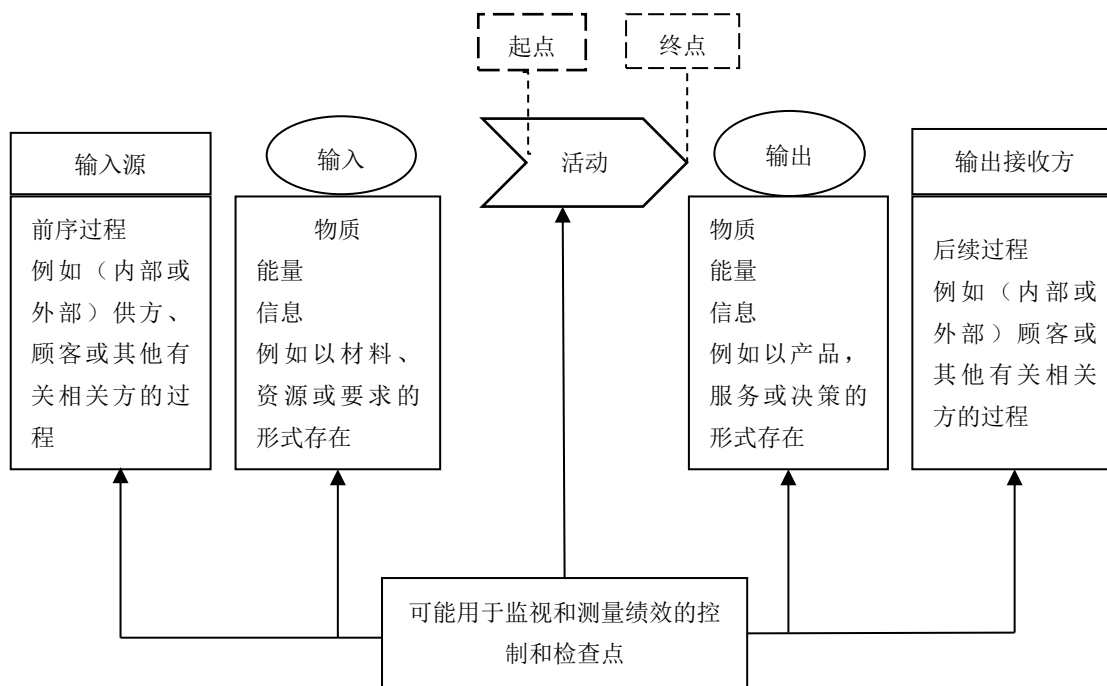 起点
终点
输入源
输入
活动
输出
输出接收方
前序过程
例如（内部或
外部）供方、
顾客或其他有
关相关方的过
程
物质
能量
信息
例如以材料、
资源或要求的
形式存在
物质
能量
信息
例如以产品，
服务或决策的
形式存在
后续过程
例如（内部或
外部）顾客或
其他有关相关
方的过程
可能用于监视和测量绩效的控
制和检查点